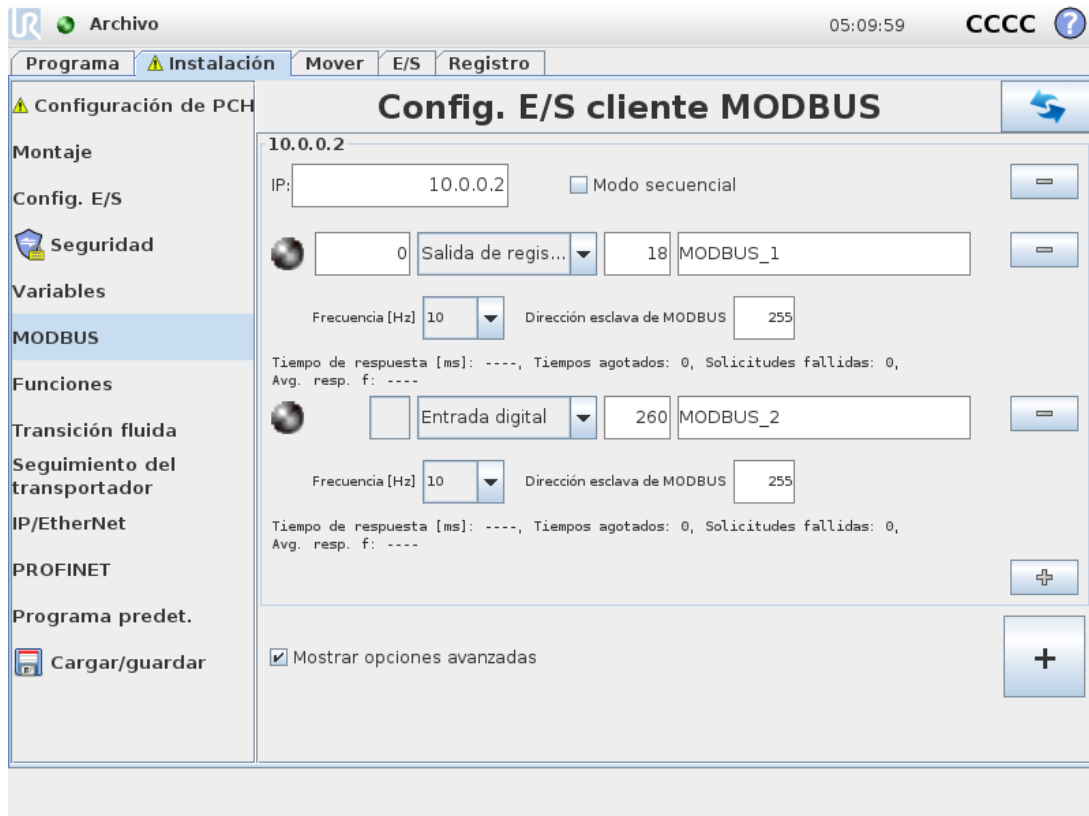 UR Archivo 05:09:59 CCCC ?
Programa Instalación Mover E/S Registro
Configuración de PCH
Montaje
Config. E/S
Seguridad
Variables
MODBUS
Funciones
Transición fluida
Seguimiento del
transportador
IP/EtherNet
PROFINET
Programa predet.
Cargar/guardar
Config. E/S cliente MODBUS
10.0.0.2
IP: 10.0.0.2 Modo secuencial
0 Salida de regis... 18 MODBUS_1
Frecuencia [Hz] 10 Dirección esclava de MODBUS 255
Tiempo de respuesta [ms]: ----, Tiempos agotados: 0, Solicitudes fallidas: 0,
Avg. resp. f: ----
Entrada digital 260 MODBUS_2
Frecuencia [Hz] 10 Dirección esclava de MODBUS 255
Tiempo de respuesta [ms]: ----, Tiempos agotados: 0, Solicitudes fallidas: 0,
Avg. resp. f: ----
Mostrar opciones avanzadas